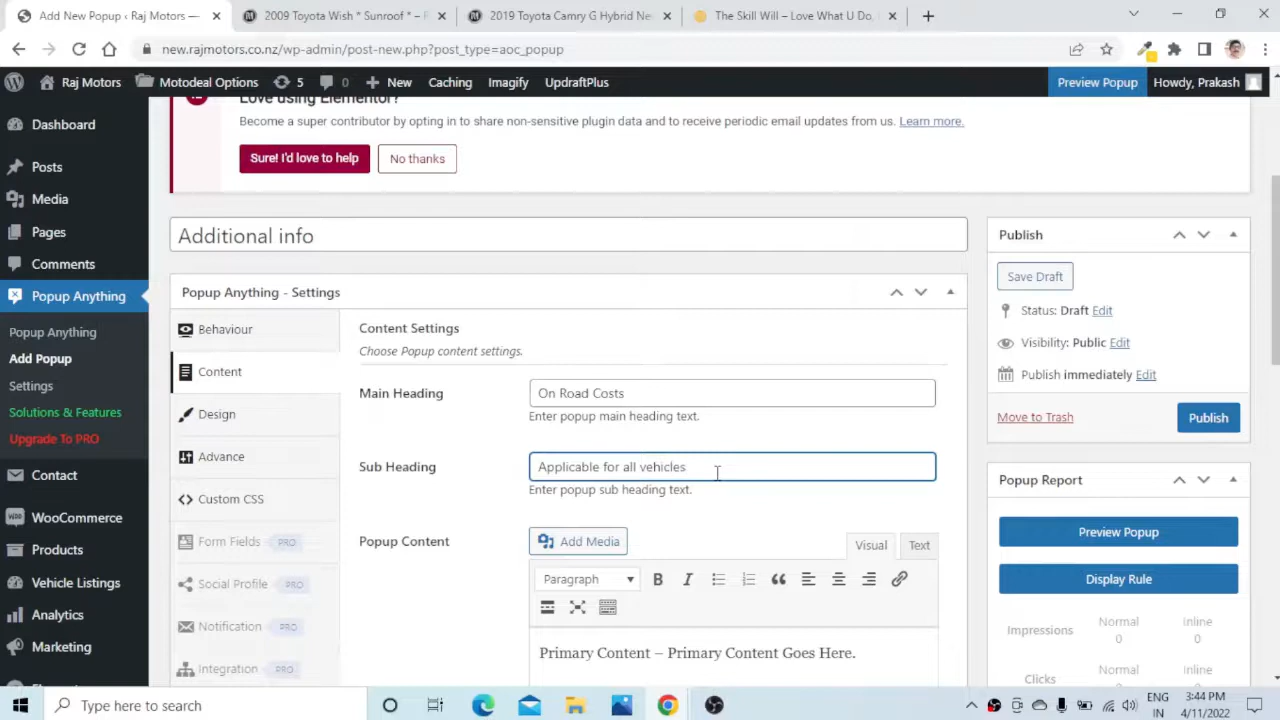 Add New Popup ‹ Raj Motors —
2009 Toyota Wish * Sunroof * – R
2019 Toyota Camry G Hybrid Ne
The Skill Will – Love What U Do,
new.rajmotors.co.nz/wp-admin/post-new.php?post_type=aoc_popup
Raj Motors
Motodeal Options
5
0
New
Caching
Imagify
UpdraftPlus
Preview Popup
Howdy, Prakash
Love using Elementor?
Become a super contributor by opting in to share non-sensitive plugin data and to receive periodic email updates from us. Learn more.
Sure! I'd love to help
No thanks
Dashboard
Posts
Media
Pages
Comments
Popup Anything
Popup Anything
Add Popup
Settings
Solutions & Features
Upgrade To PRO
Contact
WooCommerce
Products
Vehicle Listings
Analytics
Marketing
Additional info
Popup Anything - Settings
Behaviour
Content
Design
Advance
Custom CSS
Form Fields PRO
Social Profile PRO
Notification PRO
Integration PRO
Content Settings
Choose Popup content settings.
Main Heading
On Road Costs
Enter popup main heading text.
Sub Heading
Applicable for all vehicles
Enter popup sub heading text.
Popup Content
Add Media
Visual
Text
Paragraph
B I
Primary Content – Primary Content Goes Here.
Publish
Save Draft
Status: Draft Edit
Visibility: Public Edit
Publish immediately Edit
Move to Trash
Publish
Popup Report
Preview Popup
Display Rule
Impressions
Normal
0
Inline
0
Clicks
Normal
Inline
Type here to search
ENG
IN
3:44 PM
4/11/2022